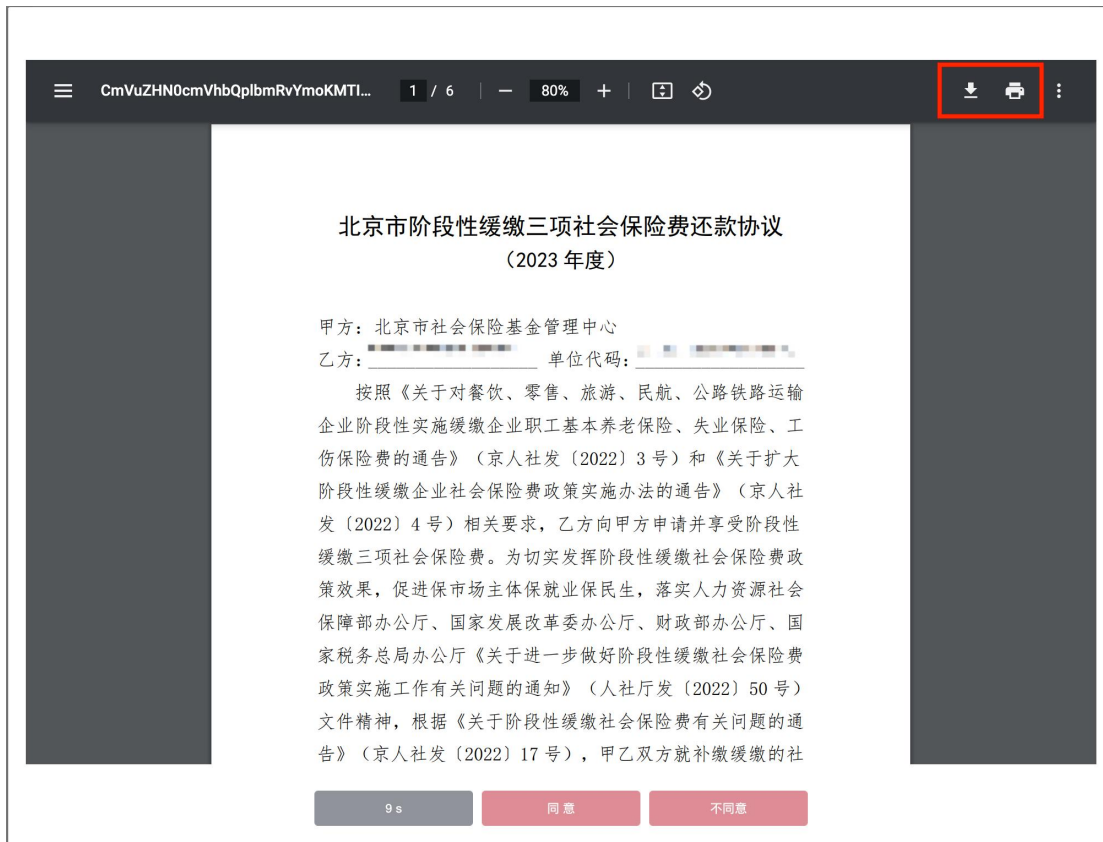 CmVuZHN0cmVhbQplbmRvYmoKMTI... 1 / 6 80%
北京市阶段性缓缴三项社会保险费还款协议
（2023 年度）
甲方：北京市社会保险基金管理中心
乙方： 单位代码：
按照《关于对餐饮、零售、旅游、民航、公路铁路运输
企业阶段性实施缓缴企业职工基本养老保险、失业保险、工
伤保险费的通告》（京人社发〔2022〕3 号）和《关于扩大
阶段性缓缴企业社会保险费政策实施办法的通告》（京人社
发〔2022〕4 号）相关要求，乙方向甲方申请并享受阶段性
缓缴三项社会保险费。为切实发挥阶段性缓缴社会保险费政
策效果，促进保市场主体保就业保民生，落实人力资源社会
保障部办公厅、国家发展改革委办公厅、财政部办公厅、国
家税务总局办公厅《关于进一步做好阶段性缓缴社会保险费
政策实施工作有关问题的通知》（人社厅发〔2022〕50 号）
文件精神，根据《关于阶段性缓缴社会保险费有关问题的通
告》（京人社发〔2022〕17 号），甲乙双方就补缴缓缴的社
9 s 同意 不同意